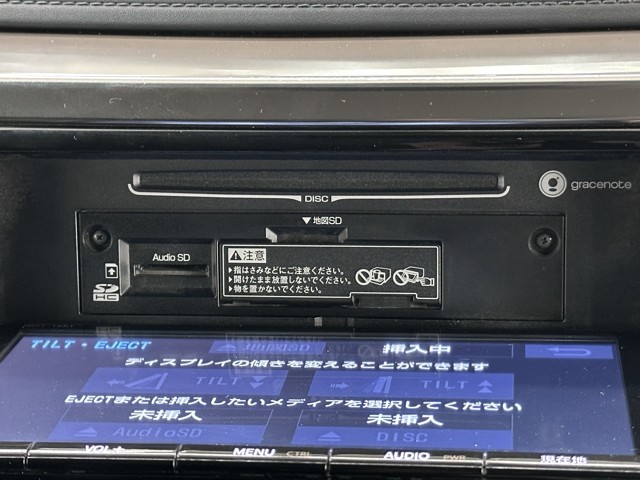 DISC
gracenote
▼地図SD
Audio SD
SD HC
⚠注意
▶指はさみなどにご注意ください。
▶開けたまま放置しないでください。
▶物を置かないでください。
TILT・EJECT
地図SD
挿入中
ディスプレイの傾きを変えることができます
TILT
TILT
EJECTまたは挿入したいメディアを選択してください
未挿入
未挿入
AudioSD
DISC
VOL
MENU CTRL
AUDIO PWR
現在地